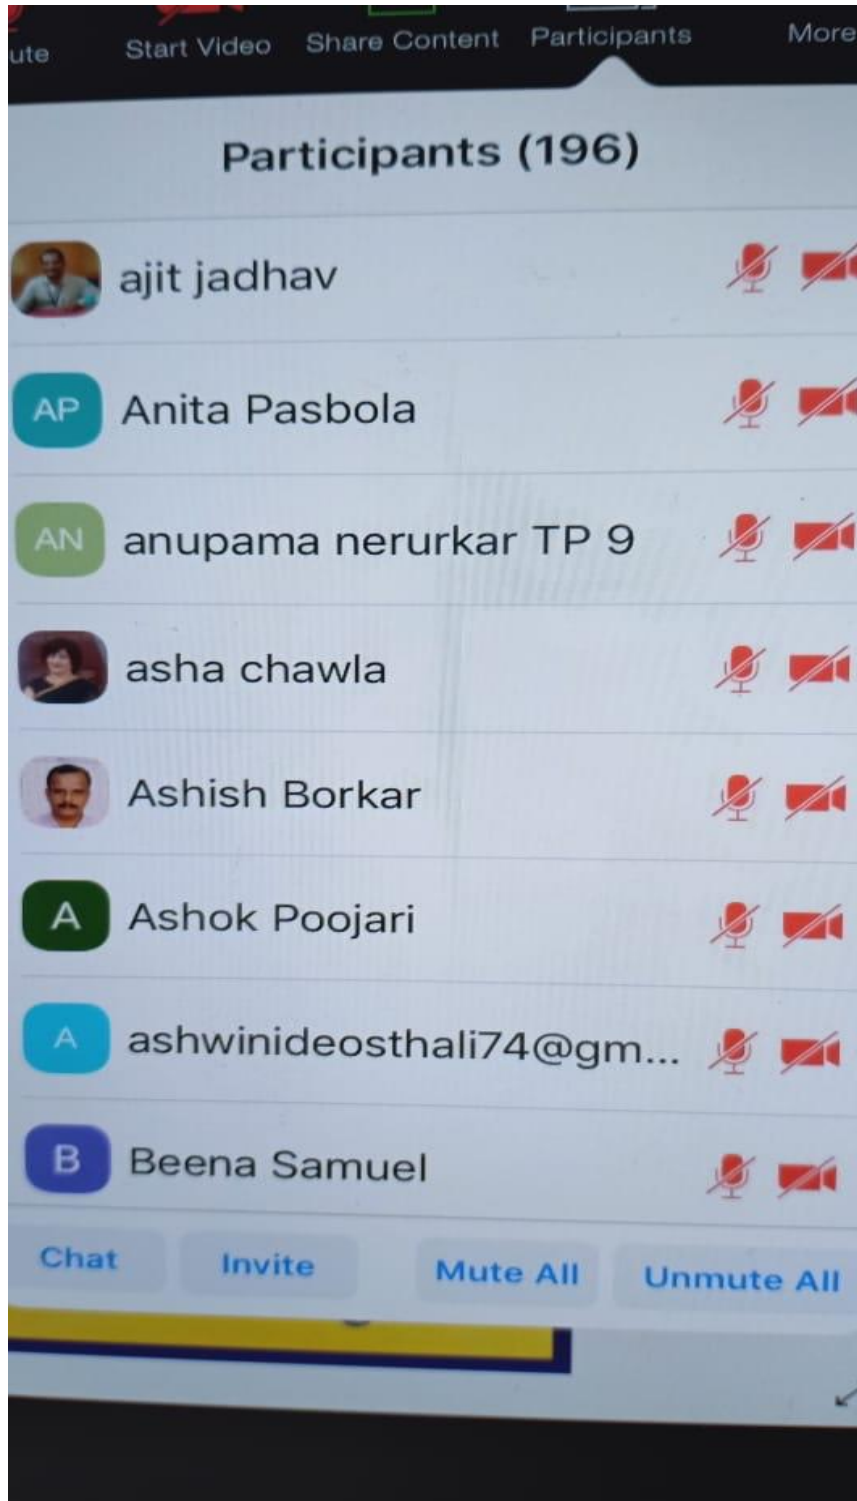 ute Start Video Share Content Participants More
Participants (196)
ajit jadhav
AP Anita Pasbola
AN anupama nerurkar TP 9
asha chawla
Ashish Borkar
A Ashok Poojari
A ashwinideosthali74@gm...
B Beena Samuel
Chat Invite Mute All Unmute All